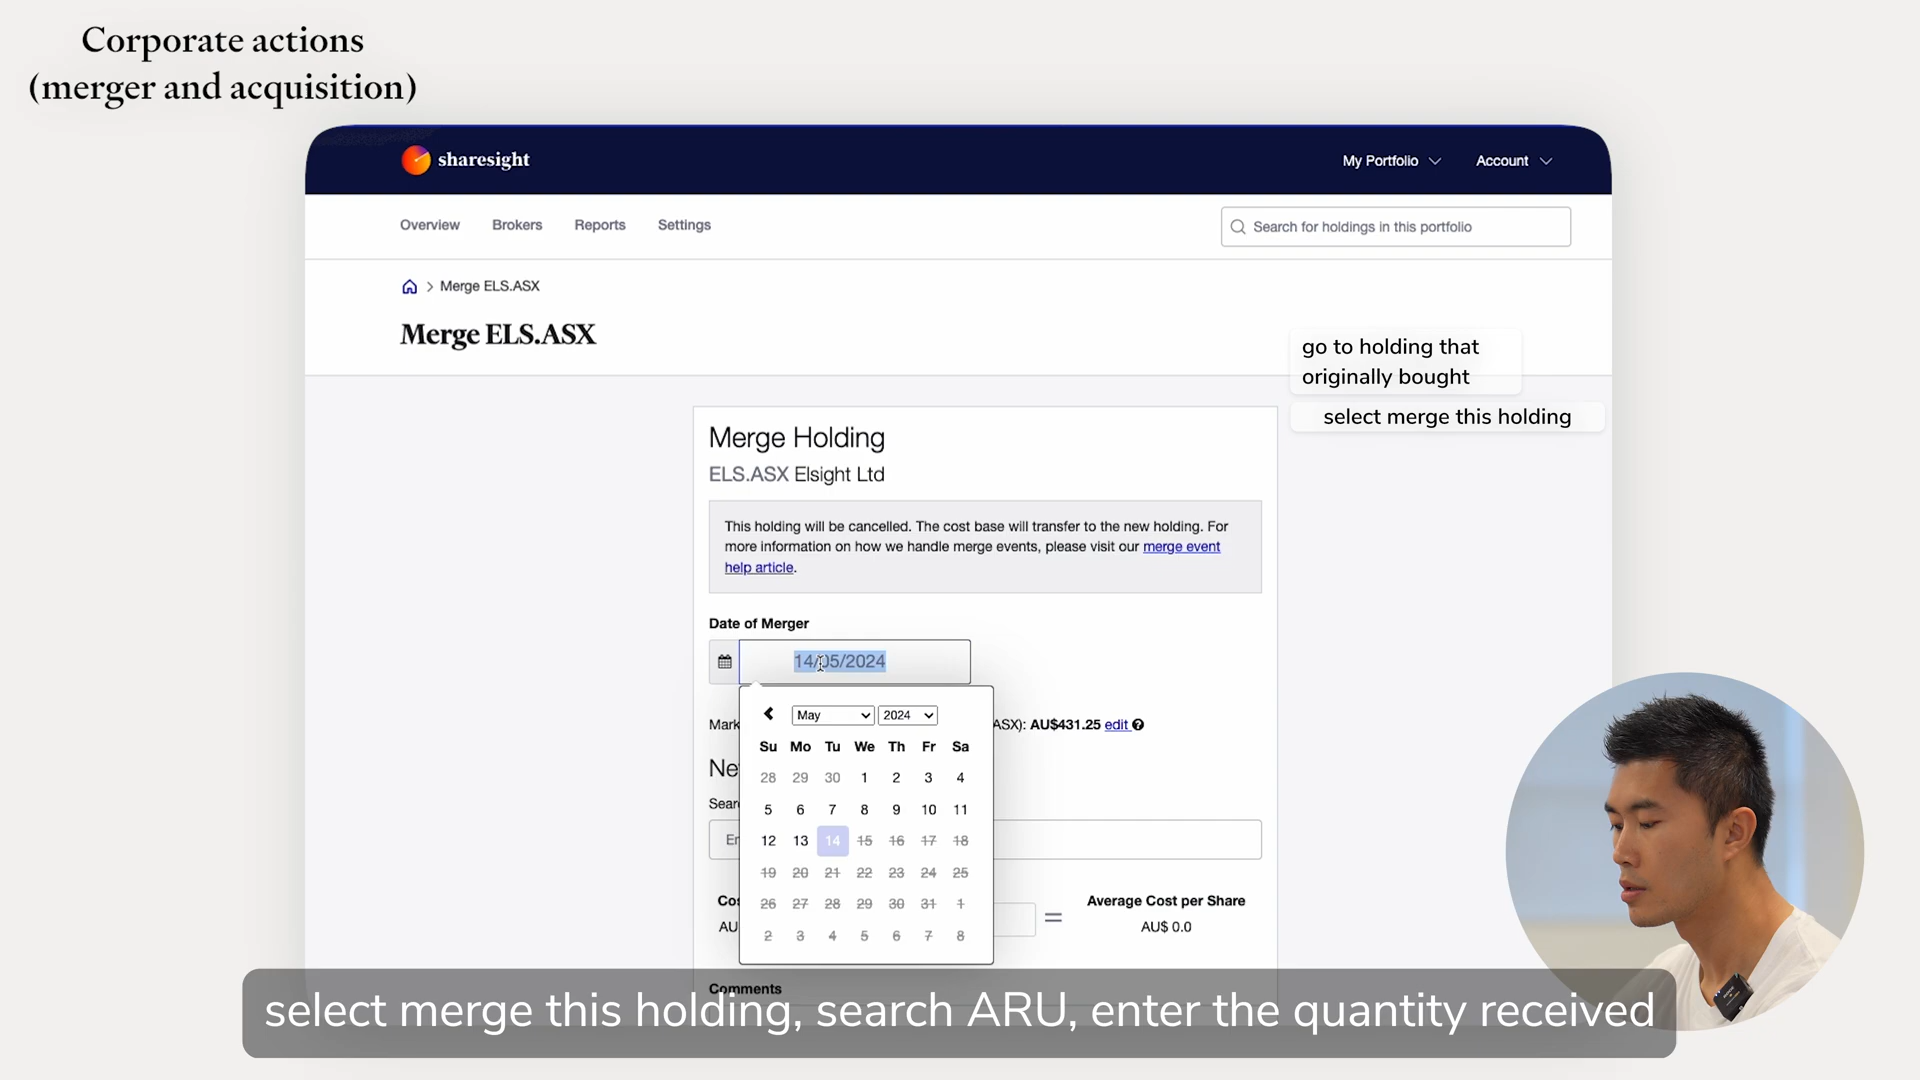 Corporate actions
(merger and acquisition)
sharesight
My Portfolio
Account
Overview
Brokers
Reports
Settings
Search for holdings in this portfolio
> Merge ELS.ASX
Merge ELS.ASX
go to holding that
originally bought
select merge this holding
Merge Holding
ELS.ASX Elsight Ltd
This holding will be cancelled. The cost base will transfer to the new holding. For
more information on how we handle merge events, please visit our merge event
help article.
Date of Merger
14/05/2024
ASX): AU$431.25 edit ?
May 2024
Su Mo Tu We Th Fr Sa
28 29 30 1 2 3 4
5 6 7 8 9 10 11
12 13 14 15 16 17 18
19 20 21 22 23 24 25
26 27 28 29 30 31 1
2 3 4 5 6 7 8
=
Average Cost per Share
AU$ 0.0
Comments
select merge this holding, search ARU, enter the quantity received